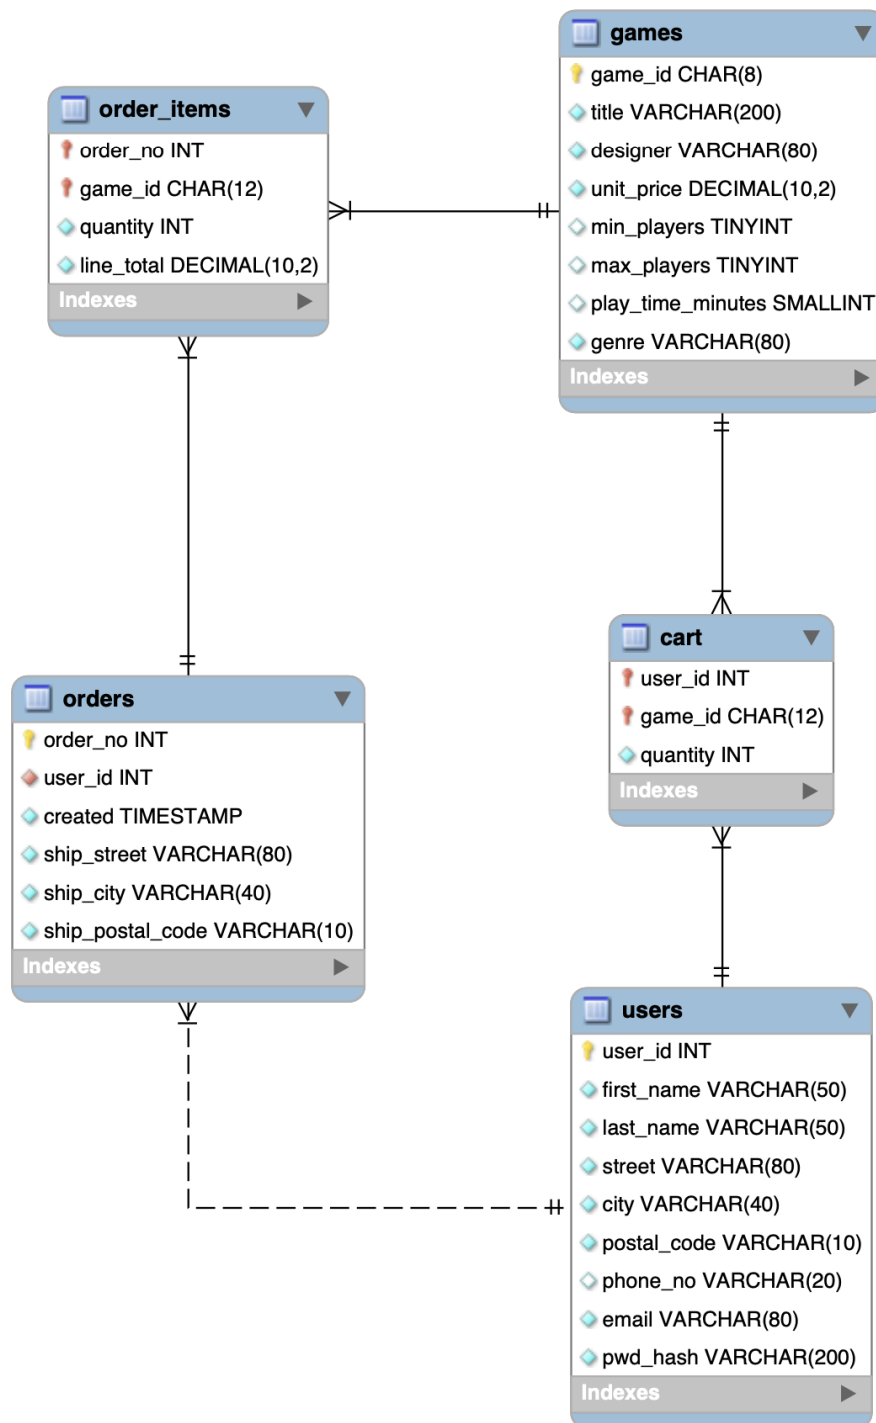 games
game_id CHAR(8)
title VARCHAR(200)
designer VARCHAR(80)
unit_price DECIMAL(10,2)
min_players TINYINT
max_players TINYINT
play_time_minutes SMALLINT
genre VARCHAR(80)
Indexes
order_items
order_no INT
game_id CHAR(12)
quantity INT
line_total DECIMAL(10,2)
Indexes
cart
user_id INT
game_id CHAR(12)
quantity INT
Indexes
orders
order_no INT
user_id INT
created TIMESTAMP
ship_street VARCHAR(80)
ship_city VARCHAR(40)
ship_postal_code VARCHAR(10)
Indexes
users
user_id INT
first_name VARCHAR(50)
last_name VARCHAR(50)
street VARCHAR(80)
city VARCHAR(40)
postal_code VARCHAR(10)
phone_no VARCHAR(20)
email VARCHAR(80)
pwd_hash VARCHAR(200)
Indexes